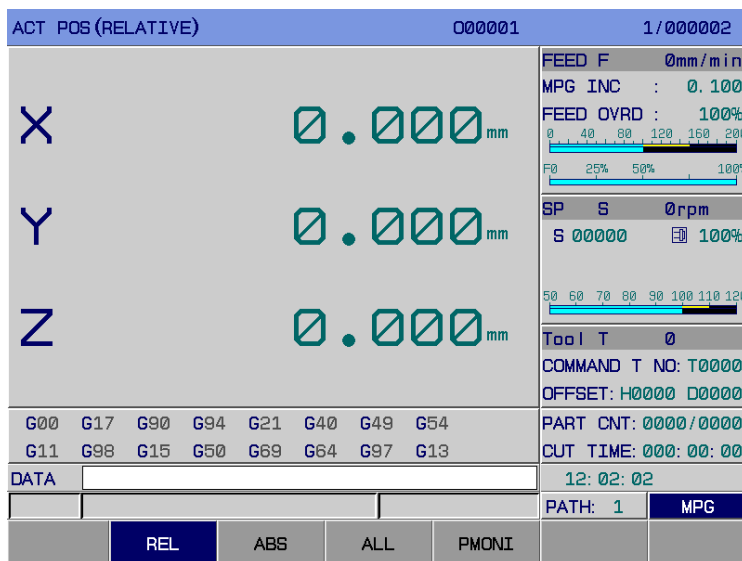 ACT POS(RELATIVE) O00001 1/000002
X 0.000mm
Y 0.000mm
Z 0.000mm
FEED F 0mm/min
MPG INC : 0.100
FEED OVRD : 100%
0 40 80 120 160 200
F0 25% 50% 100%
SP S 0rpm
S 00000 100%
50 60 70 80 90 100 110 120
Tool T 0
COMMAND T NO: T0000
OFFSET: H0000 D0000
G00 G17 G90 G94 G21 G40 G49 G54
G11 G98 G15 G50 G69 G64 G97 G13
PART CNT: 0000/0000
CUT TIME: 000:00:00
DATA
12:02:02
PATH: 1 MPG
REL ABS ALL PMONI